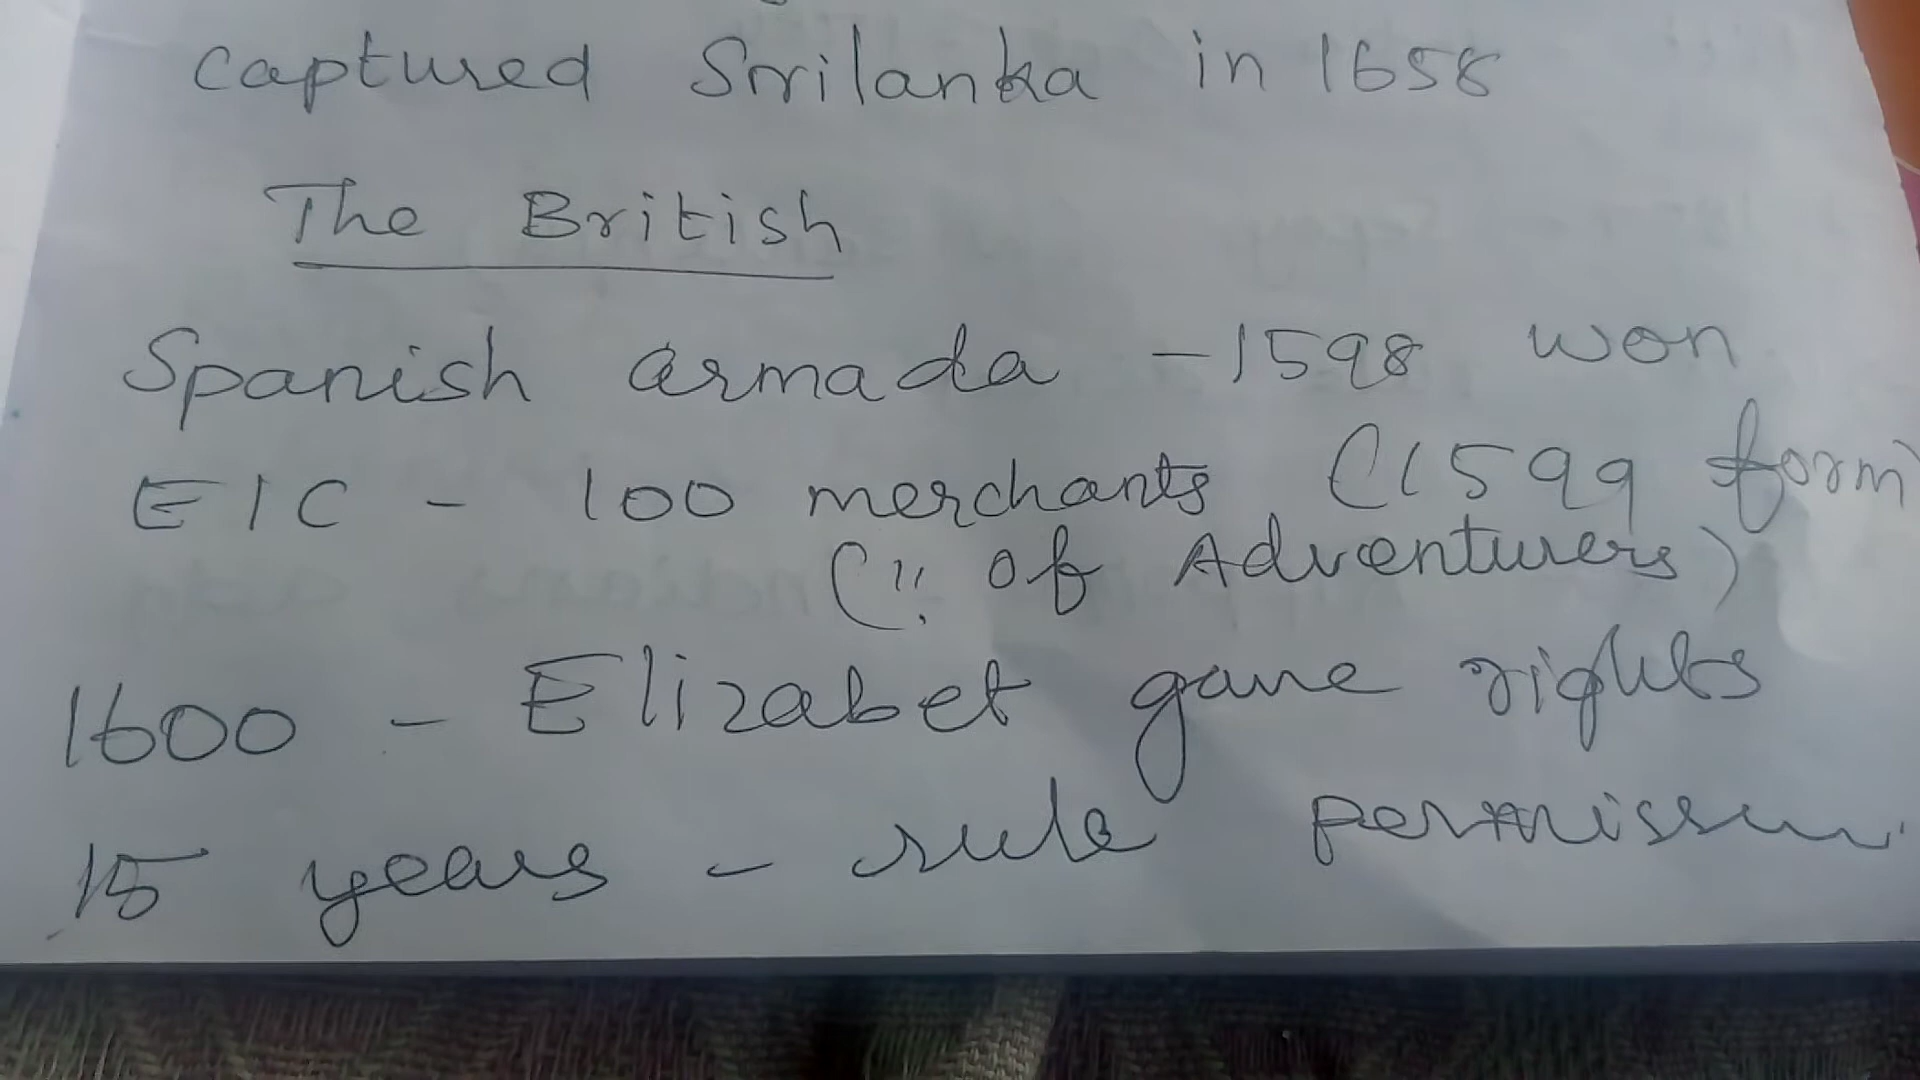 Captured Srilanka in 1658
The British
Spanish armada - 1598 won
EIC - 100 merchants (1599 form)
(" of Adventurers)
1600 - Elizabet gave rights
15 years - rule